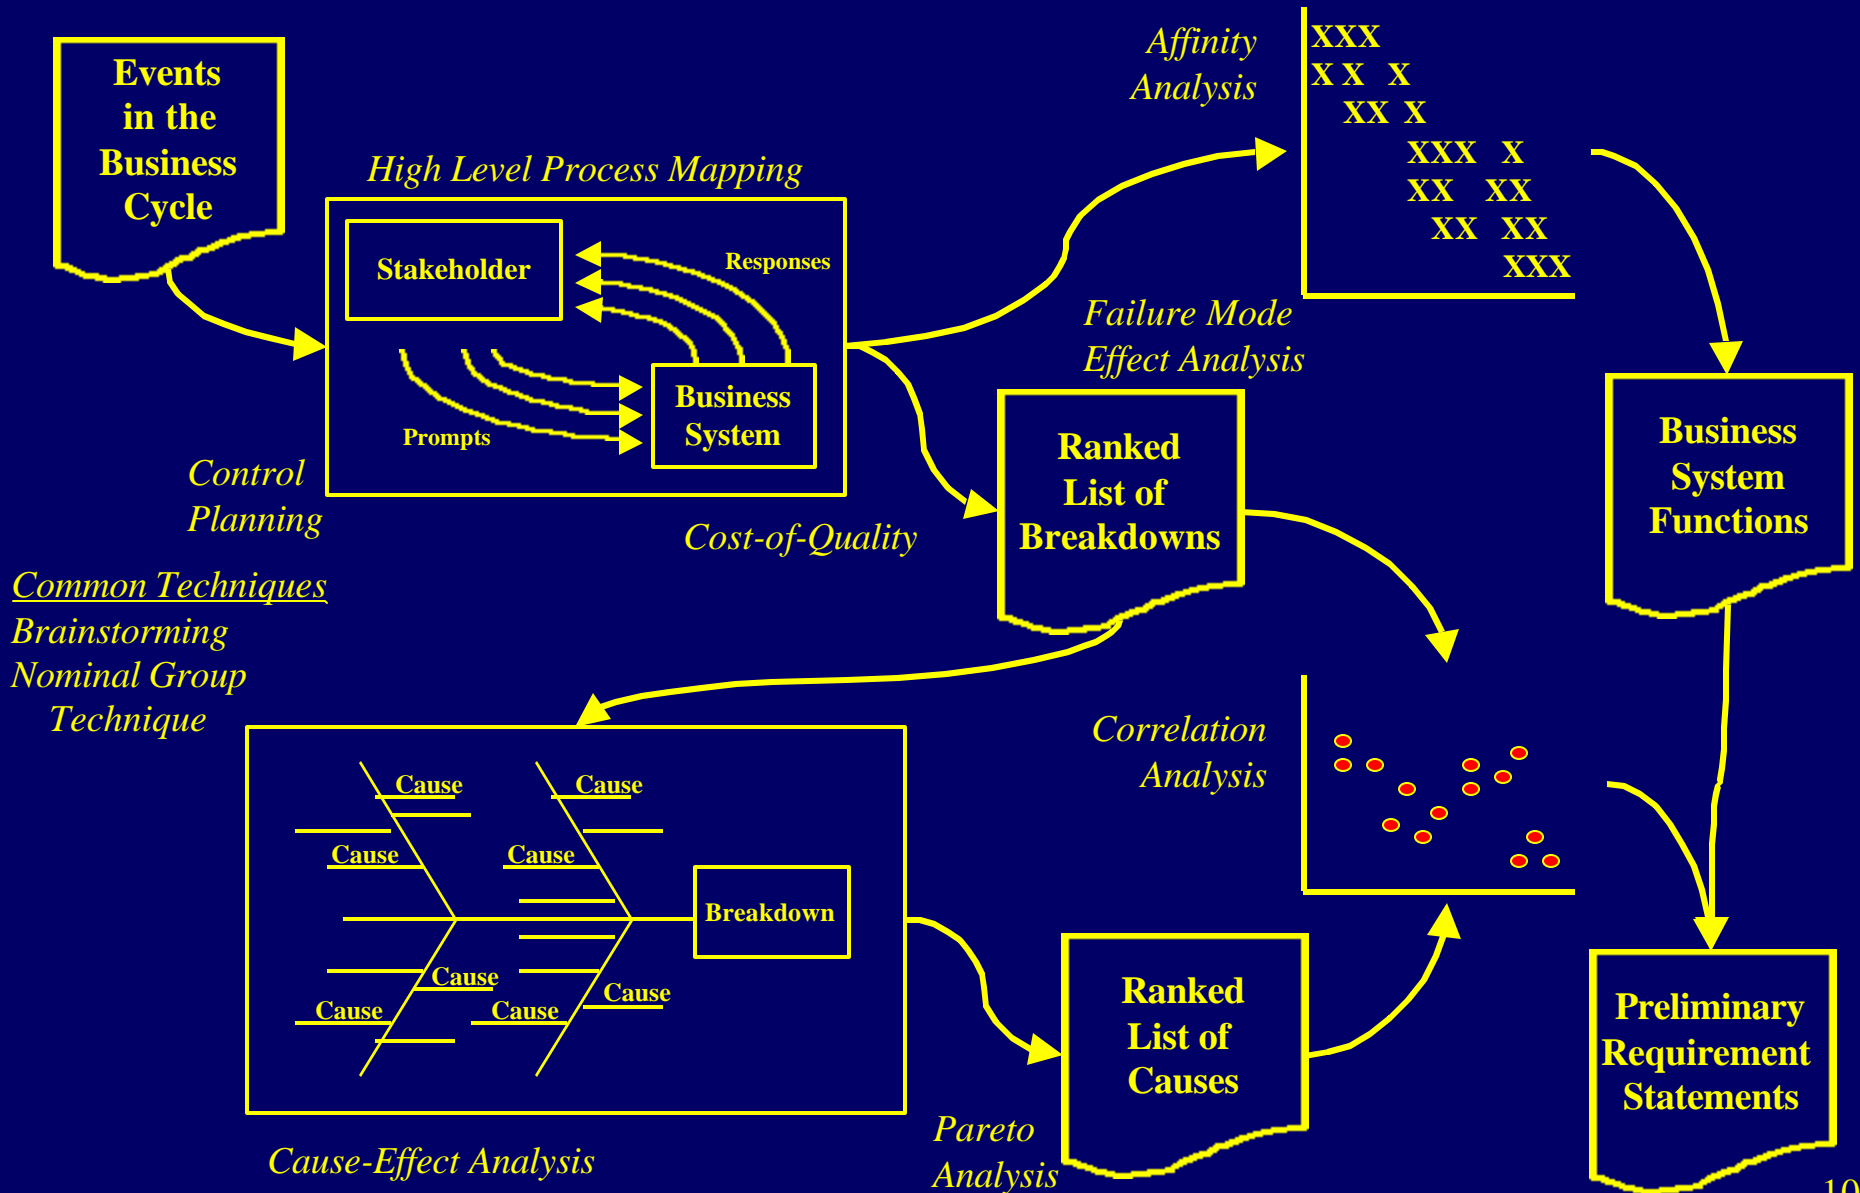 Events
in the
Business
Cycle
High Level Process Mapping
Stakeholder
Responses
Prompts
Business
System
Affinity
Analysis
XXX
X X X
XX X
XXX X
XX XX
XX XX
XXX
Control
Planning
Cost-of-Quality
Failure Mode
Effect Analysis
Ranked
List of
Breakdowns
Business
System
Functions
Common Techniques
Brainstorming
Nominal Group
Technique
Cause
Cause
Cause
Cause
Breakdown
Cause
Cause
Cause
Cause
Cause-Effect Analysis
Correlation
Analysis
Ranked
List of
Causes
Pareto
Analysis
Preliminary
Requirement
Statements
10